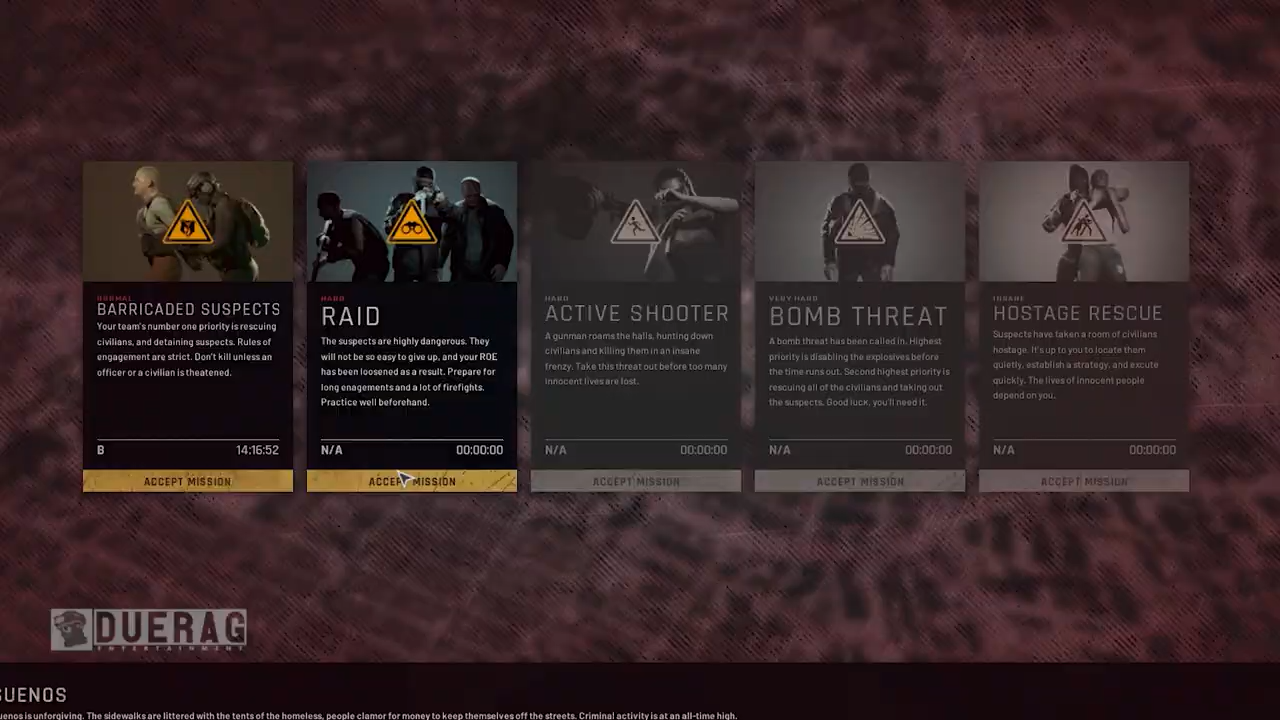 NORMAL
BARRICADED SUSPECTS
Your team's number one priority is rescuing
civilians, and detaining suspects. Rules of
engagement are strict. Don't kill unless an
officer or a civilian is theatened.
B 14:16:52
ACCEPT MISSION
HARD
RAID
The suspects are highly dangerous. They
will not be so easy to give up, and your ROE
has been loosened as a result. Prepare for
long enagements and a lot of firefights.
Practice well beforehand.
N/A 00:00:00
ACCEPT MISSION
HARD
ACTIVE SHOOTER
A gunman roams the halls, hunting down
civilians and killing them in an insane
frenzy. Take this threat out before too many
innocent lives are lost.
N/A 00:00:00
ACCEPT MISSION
VERY HARD
BOMB THREAT
A bomb threat has been called in. Highest
priority is disabling the explosives before
the time runs out. Second highest priority is
rescuing all of the civilians and taking out
the suspects. Good luck, you'll need it.
N/A 00:00:00
ACCEPT MISSION
INSANE
HOSTAGE RESCUE
Suspects have taken a room of civilians
hostage. It's up to you to locate them
quietly, establish a strategy, and excute
quickly. The lives of innocent people
depend on you.
N/A 00:00:00
ACCEPT MISSION
DUERAG
ENTERTAINMENT
SUENOS
uenos is unforgiving. The sidewalks are littered with the tents of the homeless, people clamor for money to keep themselves off the streets. Criminal activity is at an all-time high.